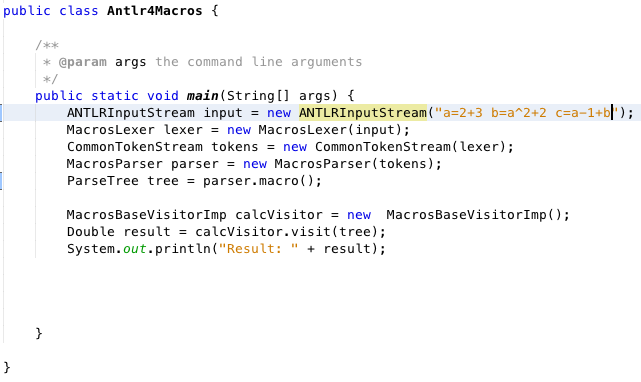 public class Antlr4Macros {
/**
* @param args the command line arguments
*/
public static void main(String[] args) {
ANTLRInputStream input = new ANTLRInputStream("a=2+3 b=a^2+2 c=a-1+b");
MacrosLexer lexer = new MacrosLexer(input);
CommonTokenStream tokens = new CommonTokenStream(lexer);
MacrosParser parser = new MacrosParser(tokens);
ParseTree tree = parser.macro();
MacrosBaseVisitorImp calcVisitor = new  MacrosBaseVisitorImp();
Double result = calcVisitor.visit(tree);
System.out.println("Result: " + result);
}
}